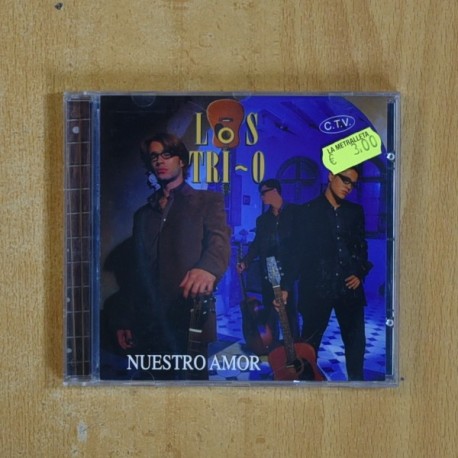 LOS
TRI~O
C.T.V.
LA METRALLETA
€ 3.00
NUESTRO AMOR